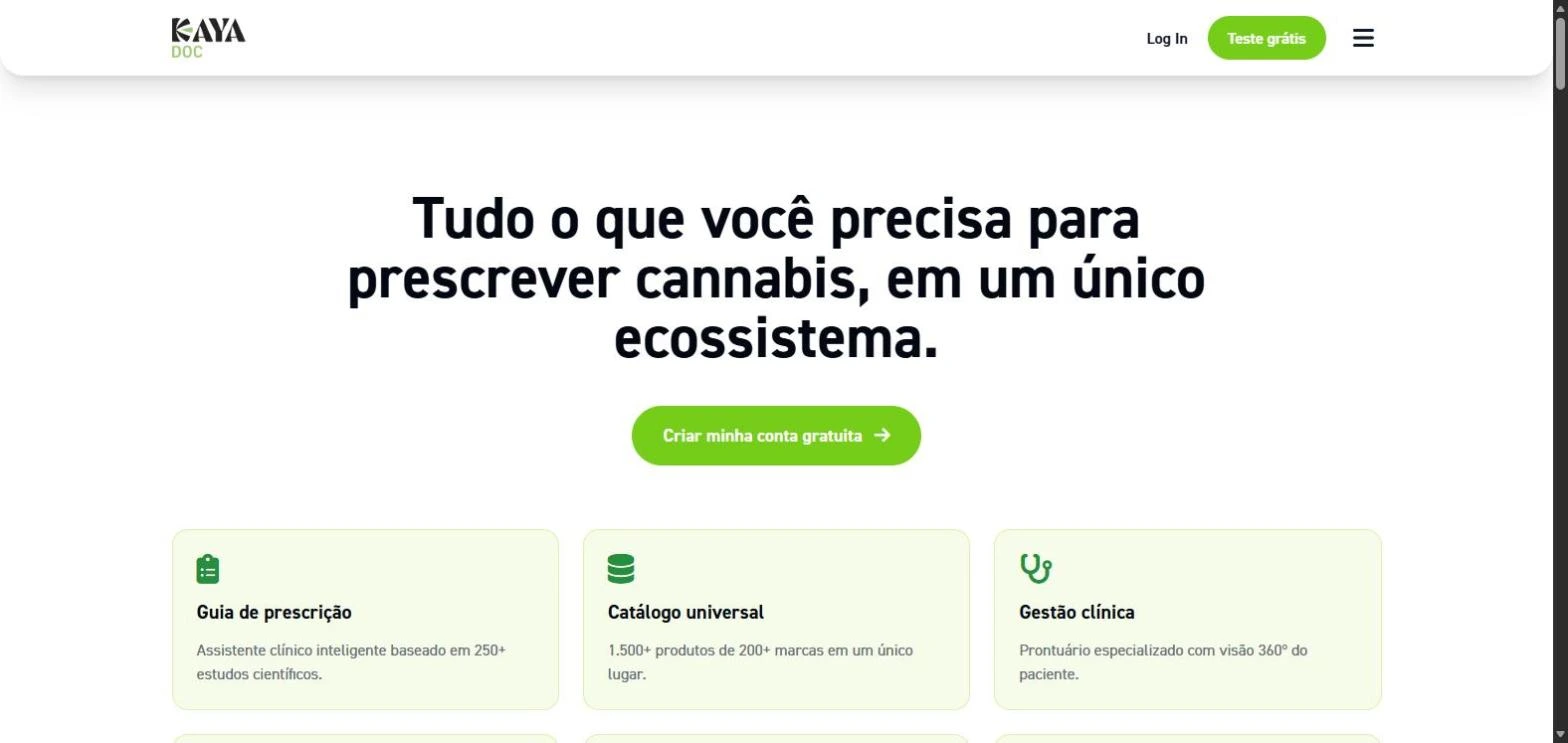 KAYA
DOC
Log In
Teste grátis
Tudo o que você precisa para
prescrever cannabis, em um único
ecossistema.
Criar minha conta gratuita
Guia de prescrição
Assistente clínico inteligente baseado em 250+
estudos científicos.
Catálogo universal
1.500+ produtos de 200+ marcas em um único
lugar.
Gestão clínica
Prontuário especializado com visão 360º do
paciente.